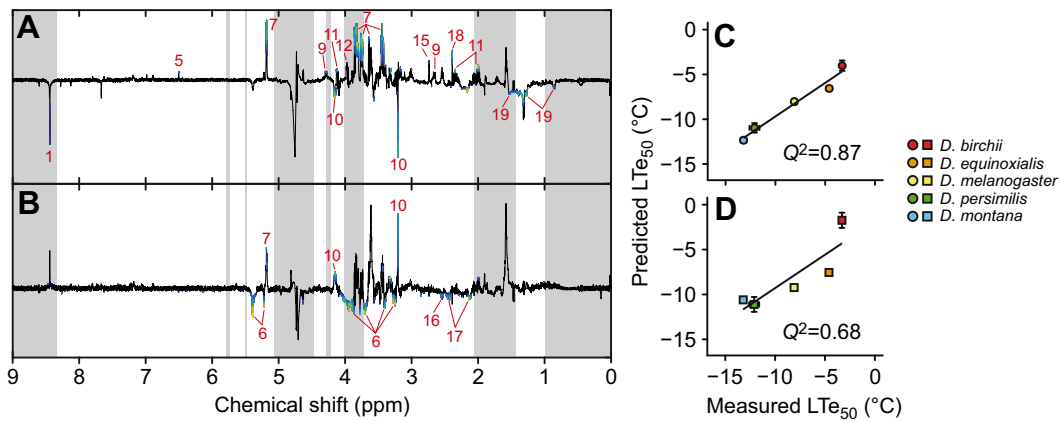 A
7
7
5
9
11
12
15
9
18
11
10
1
10
19
19
B
7
10
10
6
6
16
17
9 8 7 6 5 4 3 2 1 0
Chemical shift (ppm)
C
0
−5
−10
−15
Q²=0.87
D
0
−5
−10
−15
Q²=0.68
−15 −10 −5 0
Predicted LTe₅₀ (°C)
Measured LTe₅₀ (°C)
D. birchii
D. equinoxialis
D. melanogaster
D. persimilis
D. montana